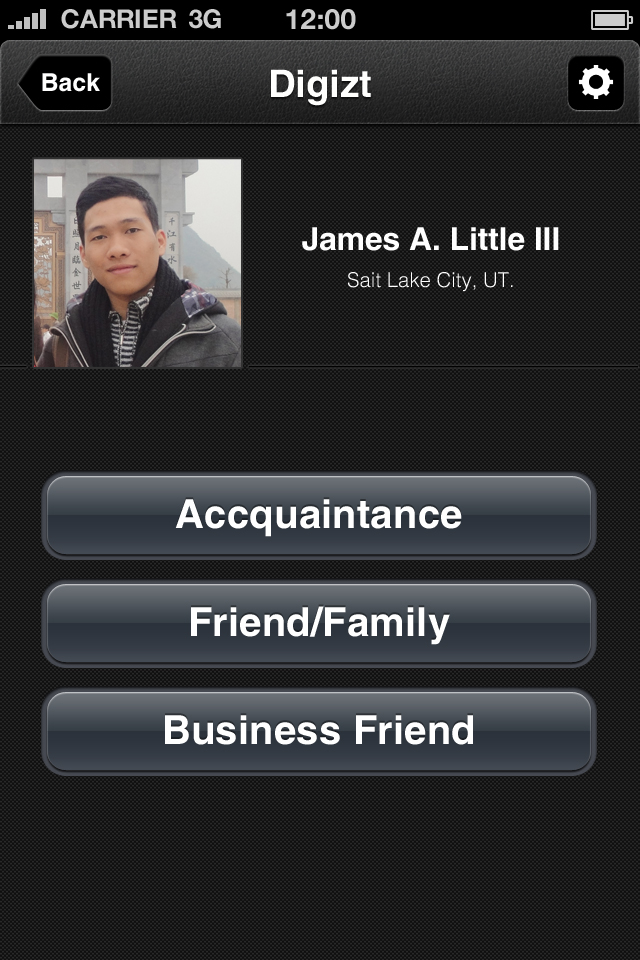 CARRIER 3G 12:00
Back Digizt
James A. Little III
Sait Lake City, UT.
Accquaintance
Friend/Family
Business Friend